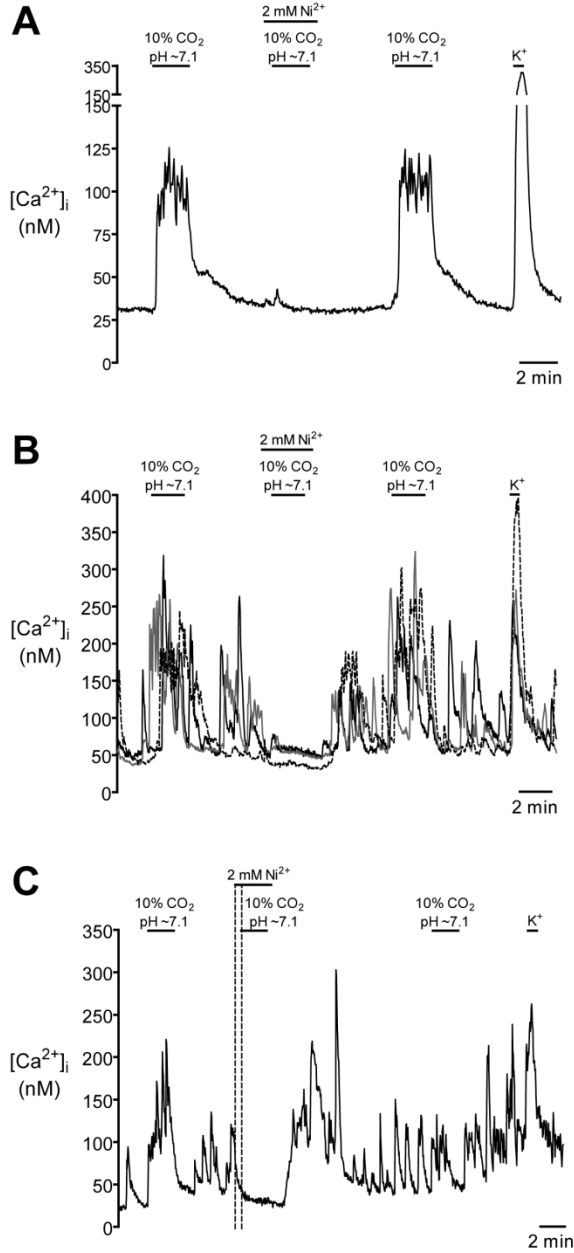 A
2 mM Ni²⁺
10% CO₂ 10% CO₂ 10% CO₂
pH ~7.1 pH ~7.1 pH ~7.1 K⁺
350
150
125
100
75
50
25
0
[Ca²⁺]ᵢ
(nM)
2 min
B
2 mM Ni²⁺
10% CO₂ 10% CO₂ 10% CO₂
pH ~7.1 pH ~7.1 pH ~7.1 K⁺
400
350
300
250
200
150
100
50
0
[Ca²⁺]ᵢ
(nM)
2 min
C
2 mM Ni²⁺
10% CO₂ 10% CO₂ 10% CO₂
pH ~7.1 pH ~7.1 pH ~7.1 K⁺
350
300
250
200
150
100
50
0
[Ca²⁺]ᵢ
(nM)
2 min